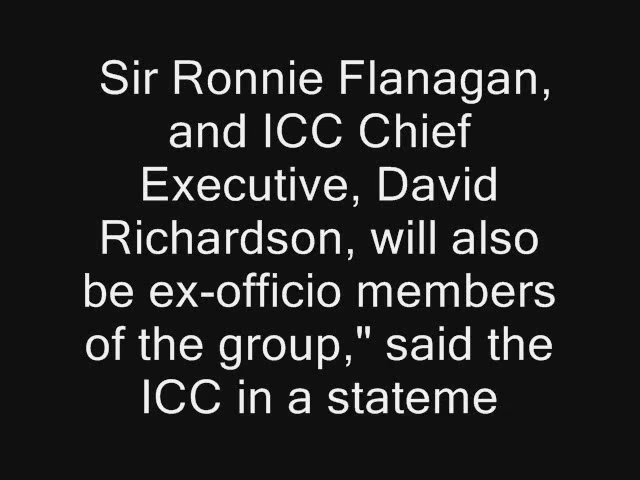 Sir Ronnie Flanagan,
and ICC Chief
Executive, David
Richardson, will also
be ex-officio members
of the group," said the
ICC in a stateme